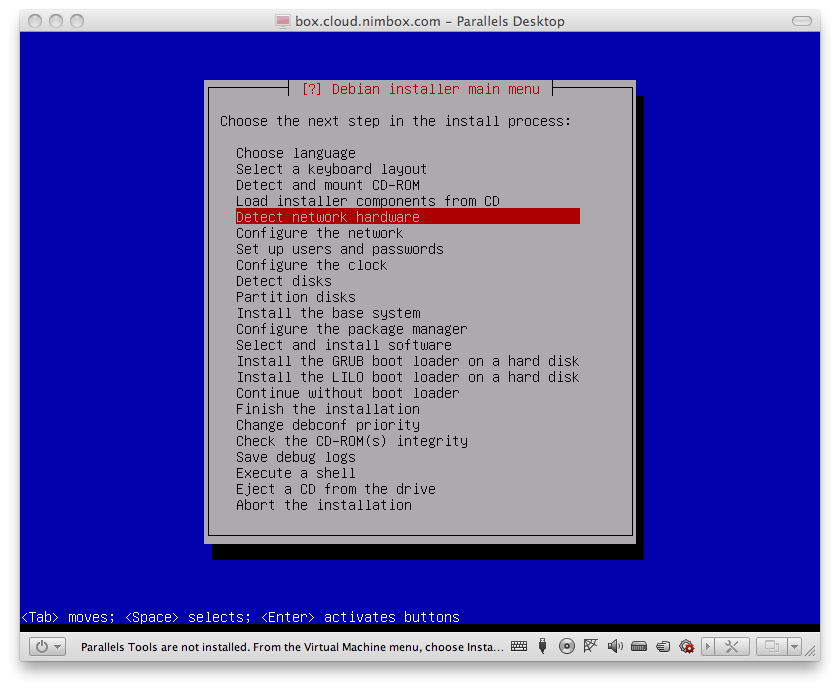 box.cloud.nimbox.com – Parallels Desktop
[?] Debian installer main menu
Choose the next step in the install process:
Choose language
Select a keyboard layout
Detect and mount CD-ROM
Load installer components from CD
Detect network hardware
Configure the network
Set up users and passwords
Configure the clock
Detect disks
Partition disks
Install the base system
Configure the package manager
Select and install software
Install the GRUB boot loader on a hard disk
Install the LILO boot loader on a hard disk
Continue without boot loader
Finish the installation
Change debconf priority
Check the CD-ROM(s) integrity
Save debug logs
Execute a shell
Eject a CD from the drive
Abort the installation
<Tab> moves; <Space> selects; <Enter> activates buttons
Parallels Tools are not installed. From the Virtual Machine menu, choose Insta...